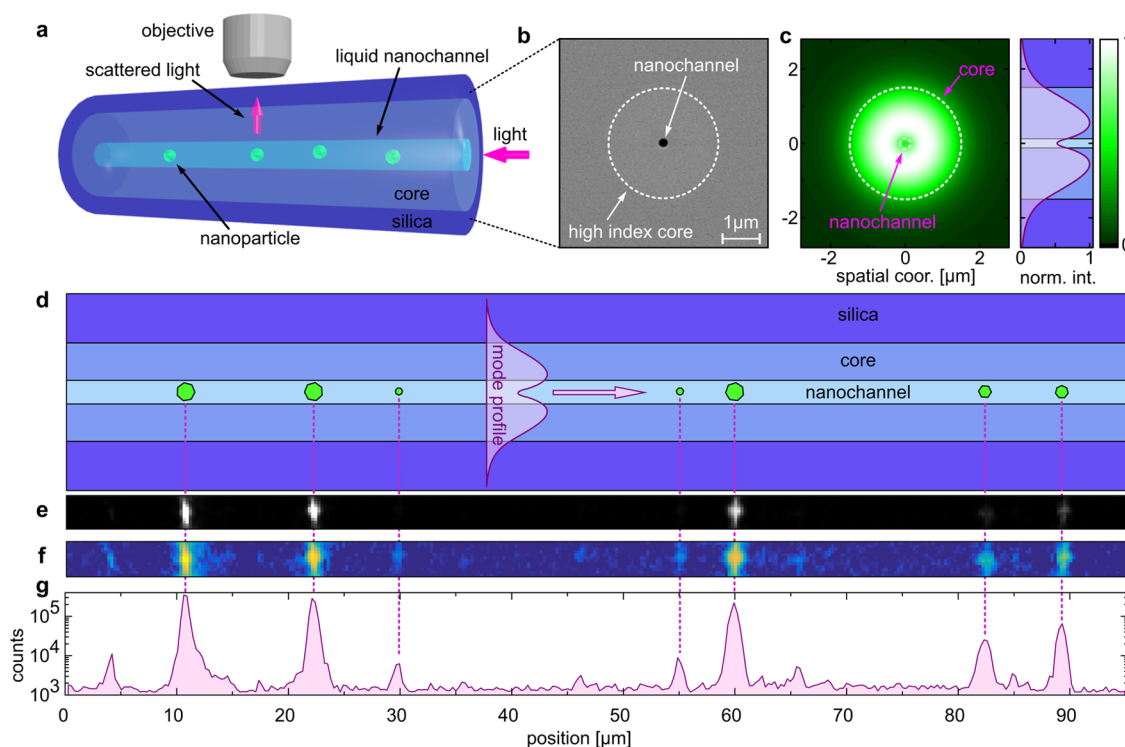 a
objective
scattered light
liquid nanochannel
light
core
silica
nanoparticle
b
nanochannel
high index core
1µm
c
core
nanochannel
2
0
-2
-2
0
2
spatial coor. [µm]
0
1
norm. int.
1
0
d
silica
core
nanochannel
mode profile
e
f
g
counts
10⁵
10⁴
10³
0
10
20
30
40
50
60
70
80
90
position [µm]